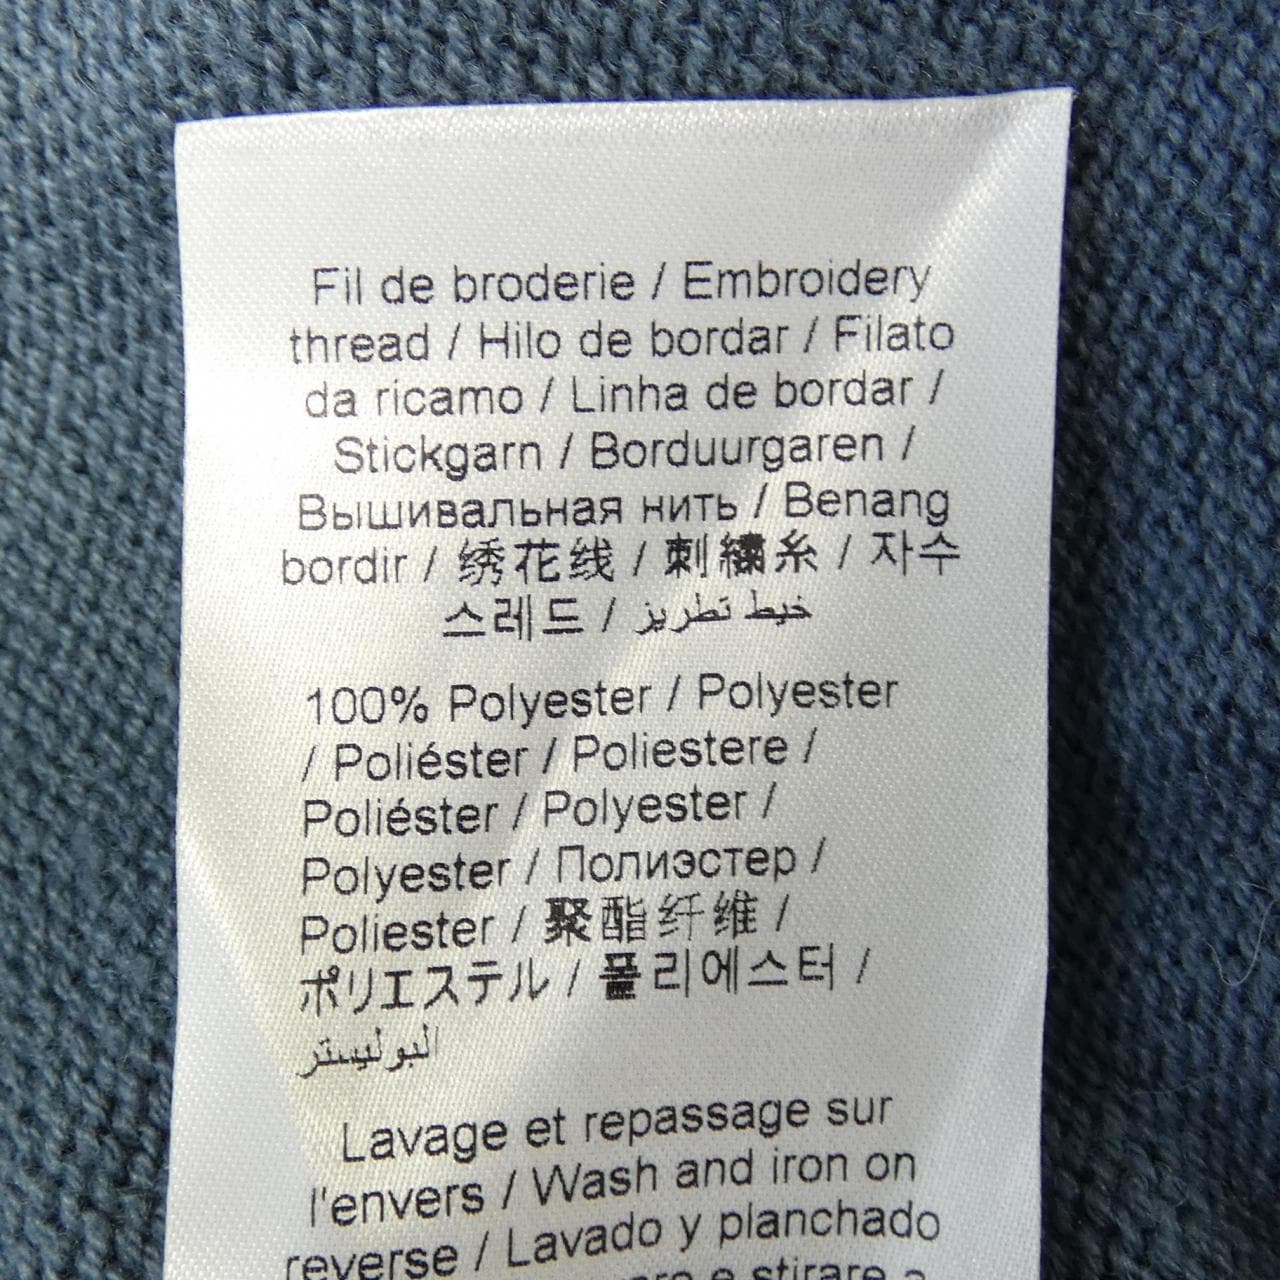 Fil de broderie / Embroidery
thread / Hilo de bordar / Filato
da ricamo / Linha de bordar /
Stickgarn / Borduurgaren /
Вышивальная нить / Benang
bordir / 绣花线 / 刺繍糸 / 자수
스레드 / خيط تطريز
100% Polyester / Polyester
/ Poliéster / Poliestere /
Poliéster / Polyester /
Polyester / Полиэстер /
Poliester / 聚酯纤维 /
ポリエステル / 폴리에스터 /
البوليستر
Lavage et repassage sur
l'envers / Wash and iron on
reverse / Lavado y planchado
e stirare a